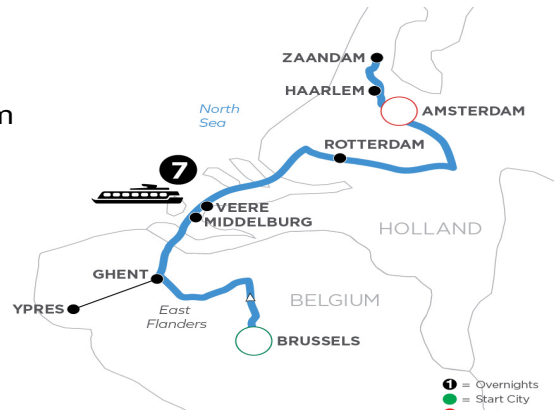 m
ZAANDAM
HAARLEM
AMSTERDAM
North
Sea
ROTTERDAM
7
VEERE
MIDDELBURG
HOLLAND
GHENT
BELGIUM
YPRES
East
Flanders
BRUSSELS
1 = Overnights
= Start City